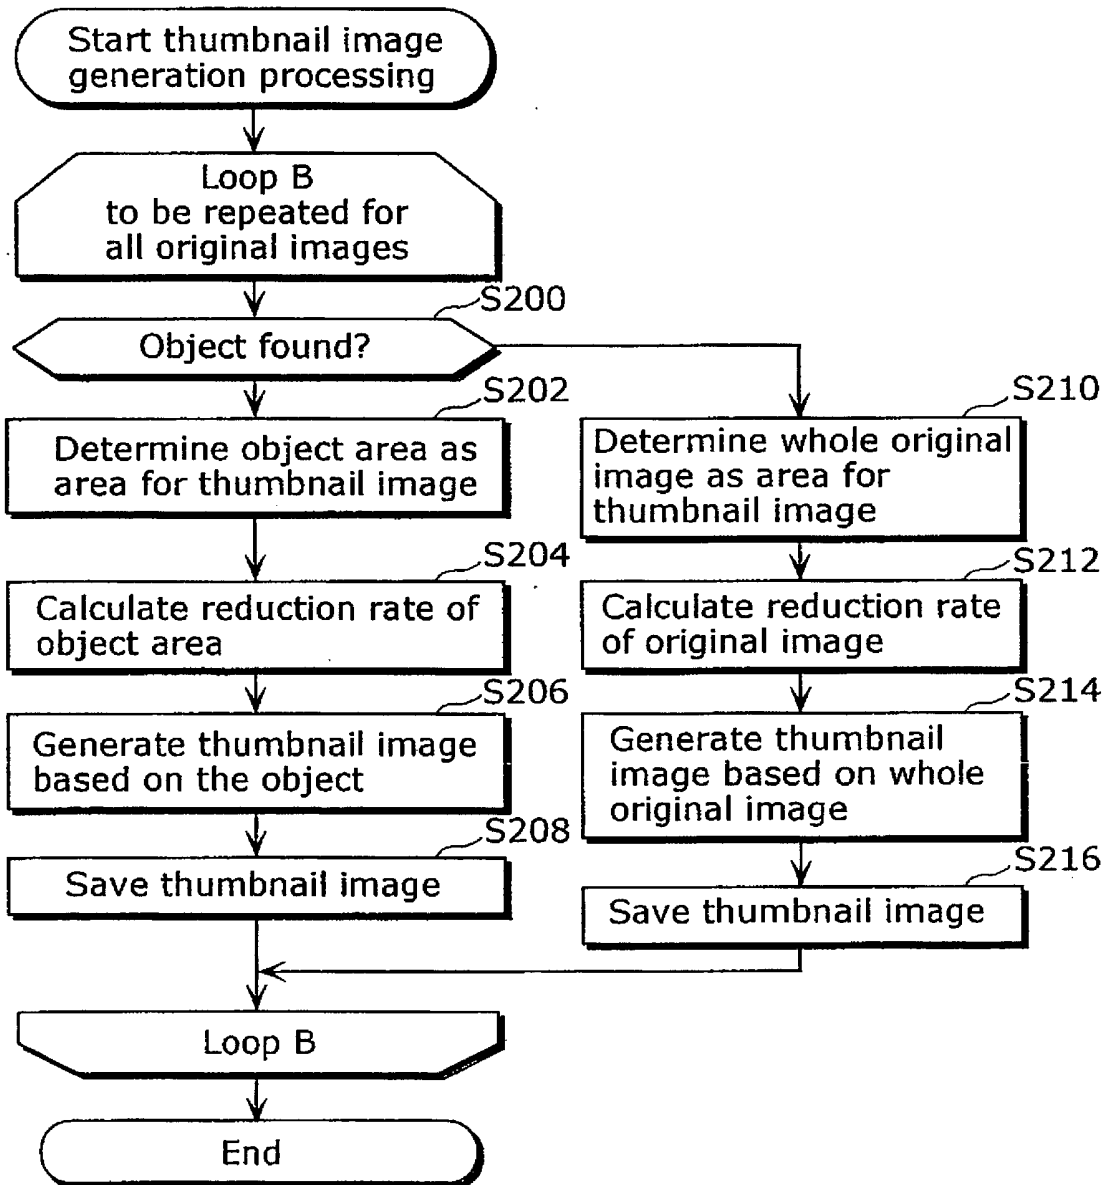 Start thumbnail image
generation processing
Loop B
to be repeated for
all original images
S200
Object found?
S202
Determine object area as
area for thumbnail image
S204
Calculate reduction rate of
object area
S206
Generate thumbnail image
based on the object
S208
Save thumbnail image
S210
Determine whole original
image as area for
thumbnail image
S212
Calculate reduction rate
of original image
S214
Generate thumbnail
image based on whole
original image
S216
Save thumbnail image
Loop B
End